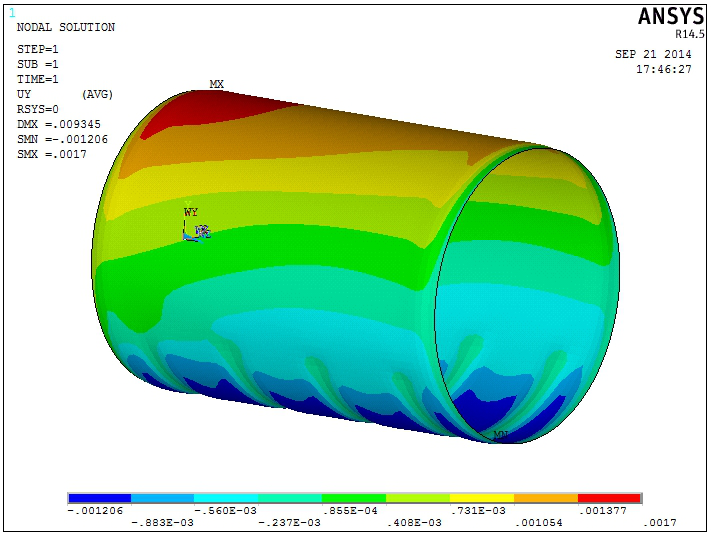 1
ANSYS
R14.5
NODAL SOLUTION
STEP=1
SUB =1
TIME=1
UY (AVG)
RSYS=0
DMX =.009345
SMN =-.001206
SMX =.0017
SEP 21 2014
17:46:27
MX
WY
MN
-.001206 -.560E-03 .855E-04 .731E-03 .001377
-.883E-03 -.237E-03 .408E-03 .001054 .0017